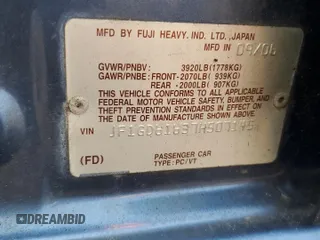 MFD BY FUJI HEAVY. IND. LTD., JAPAN
MFD IN 09/06
GVWR/PNBV: 3920LB(1778KG)
GAWR/PNBE: FRONT-2070LB( 939KG)
REAR -2000LB( 907KG)
THIS VEHICLE CONFORMS TO ALL APPLICABLE
FEDERAL MOTOR VEHICLE SAFETY, BUMPER, AND
THEFT PREVENTION STANDARDS IN EFFECT ON
THE DATE OF MANUFACTURE SHOWN ABOVE.
VIN
(FD)
PASSENGER CAR
TYPE: PC/VT
DREAMBID